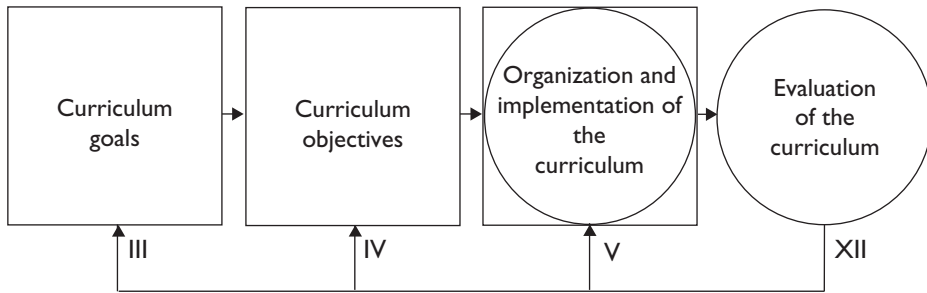 Curriculum
goals
Curriculum
objectives
Organization and
implementation of
the
curriculum
Evaluation
of the
curriculum
III
IV
V
XII